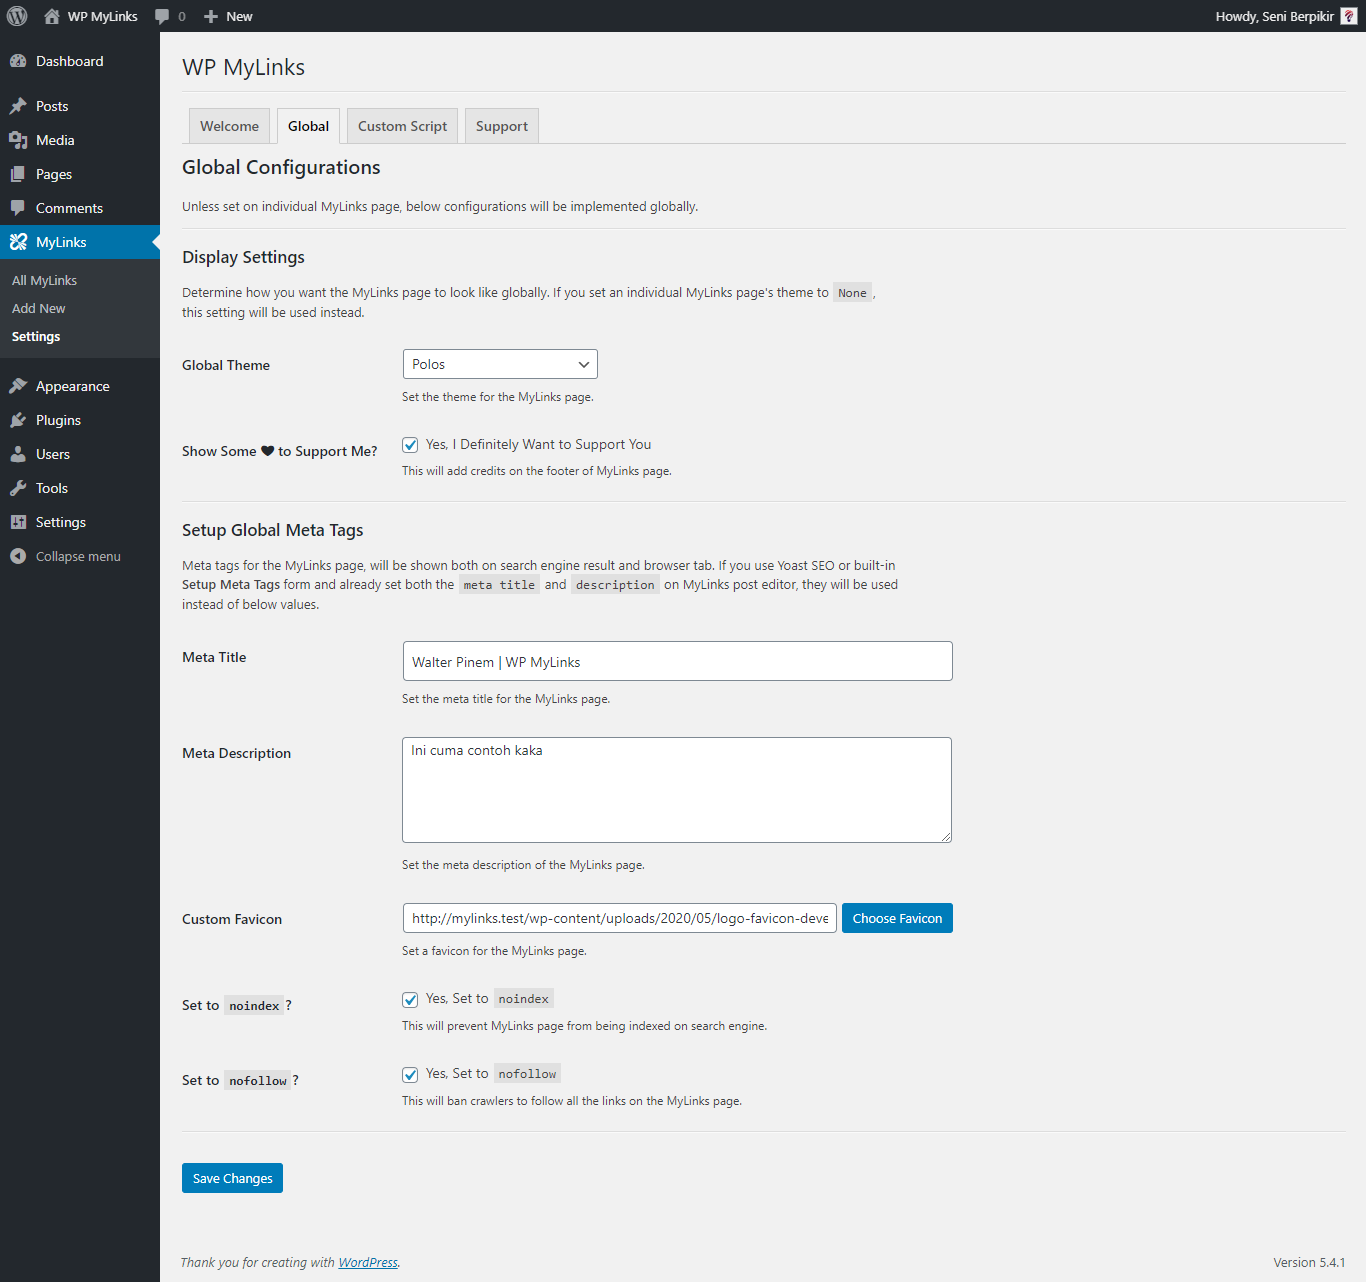 WP MyLinks 0 New Howdy, Seni Berpikir
Dashboard
Posts
Media
Pages
Comments
MyLinks
All MyLinks
Add New
Settings
Appearance
Plugins
Users
Tools
Settings
Collapse menu
WP MyLinks
Welcome Global Custom Script Support
Global Configurations
Unless set on individual MyLinks page, below configurations will be implemented globally.
Display Settings
Determine how you want the MyLinks page to look like globally. If you set an individual MyLinks page's theme to None ,
this setting will be used instead.
Global Theme Polos
Set the theme for the MyLinks page.
Show Some ♥ to Support Me? Yes, I Definitely Want to Support You
This will add credits on the footer of MyLinks page.
Setup Global Meta Tags
Meta tags for the MyLinks page, will be shown both on search engine result and browser tab. If you use Yoast SEO or built-in
Setup Meta Tags form and already set both the meta title and description on MyLinks post editor, they will be used
instead of below values.
Meta Title Walter Pinem | WP MyLinks
Set the meta title for the MyLinks page.
Meta Description Ini cuma contoh kaka
Set the meta description of the MyLinks page.
Custom Favicon http://mylinks.test/wp-content/uploads/2020/05/logo-favicon-deve Choose Favicon
Set a favicon for the MyLinks page.
Set to noindex ? Yes, Set to noindex
This will prevent MyLinks page from being indexed on search engine.
Set to nofollow ? Yes, Set to nofollow
This will ban crawlers to follow all the links on the MyLinks page.
Save Changes
Thank you for creating with WordPress. Version 5.4.1